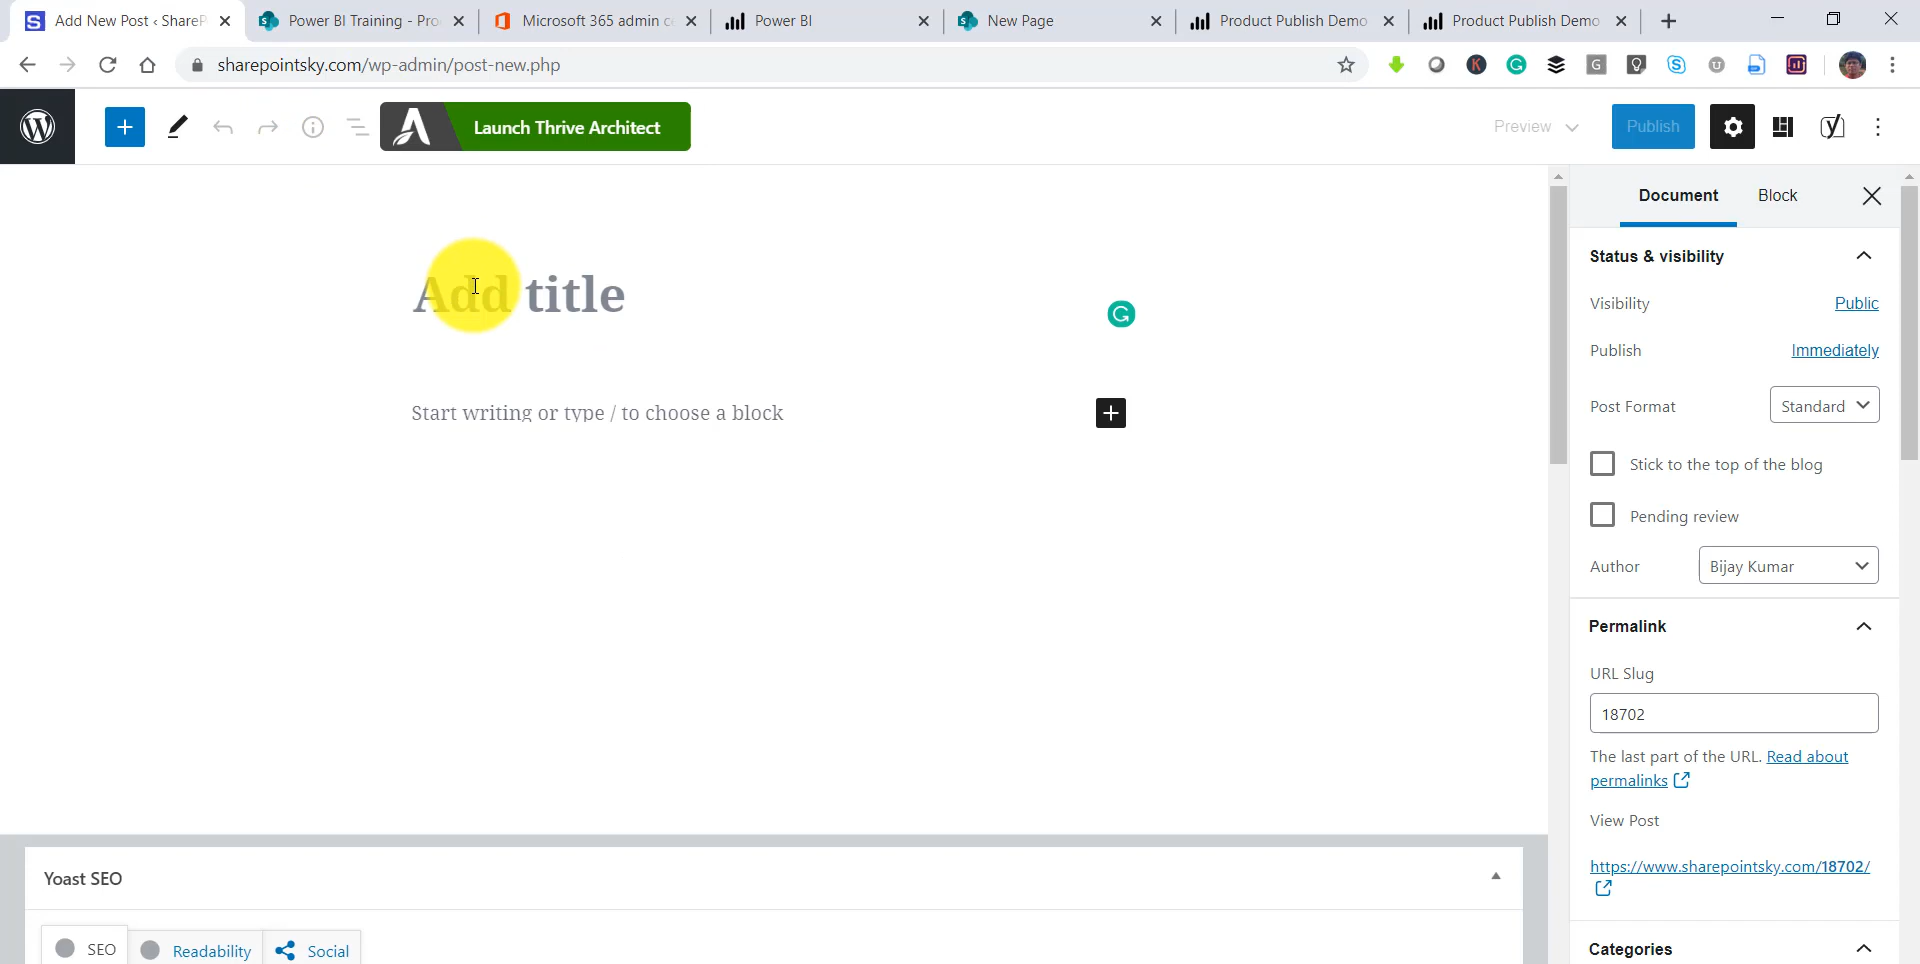 Add New Post ‹ ShareP
Power BI Training - Pro
Microsoft 365 admin ce
Power BI
New Page
Product Publish Demo
Product Publish Demo
sharepointsky.com/wp-admin/post-new.php
Launch Thrive Architect
Preview
Publish
Document
Block
Add title
Start writing or type / to choose a block
Status & visibility
Visibility
Public
Publish
Immediately
Post Format
Standard
Stick to the top of the blog
Pending review
Author
Bijay Kumar
Permalink
URL Slug
18702
The last part of the URL. Read about
permalinks
View Post
https://www.sharepointsky.com/18702/
Categories
Yoast SEO
SEO
Readability
Social